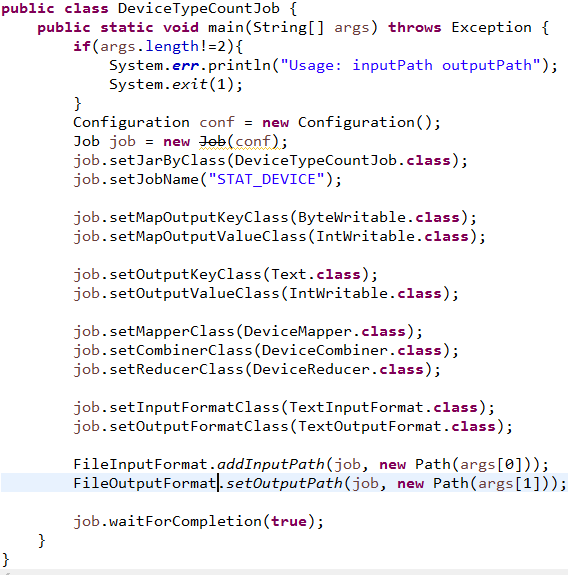 public class DeviceTypeCountJob {
    public static void main(String[] args) throws Exception {
        if(args.length!=2){
            System.err.println("Usage: inputPath outputPath");
            System.exit(1);
        }
        Configuration conf = new Configuration();
        Job job = new Job(conf);
        job.setJarByClass(DeviceTypeCountJob.class);
        job.setJobName("STAT_DEVICE");

        job.setMapOutputKeyClass(ByteWritable.class);
        job.setMapOutputValueClass(IntWritable.class);

        job.setOutputKeyClass(Text.class);
        job.setOutputValueClass(IntWritable.class);

        job.setMapperClass(DeviceMapper.class);
        job.setCombinerClass(DeviceCombiner.class);
        job.setReducerClass(DeviceReducer.class);

        job.setInputFormatClass(TextInputFormat.class);
        job.setOutputFormatClass(TextOutputFormat.class);

        FileInputFormat.addInputPath(job, new Path(args[0]));
        FileOutputFormat.setOutputPath(job, new Path(args[1]));

        job.waitForCompletion(true);
    }
}